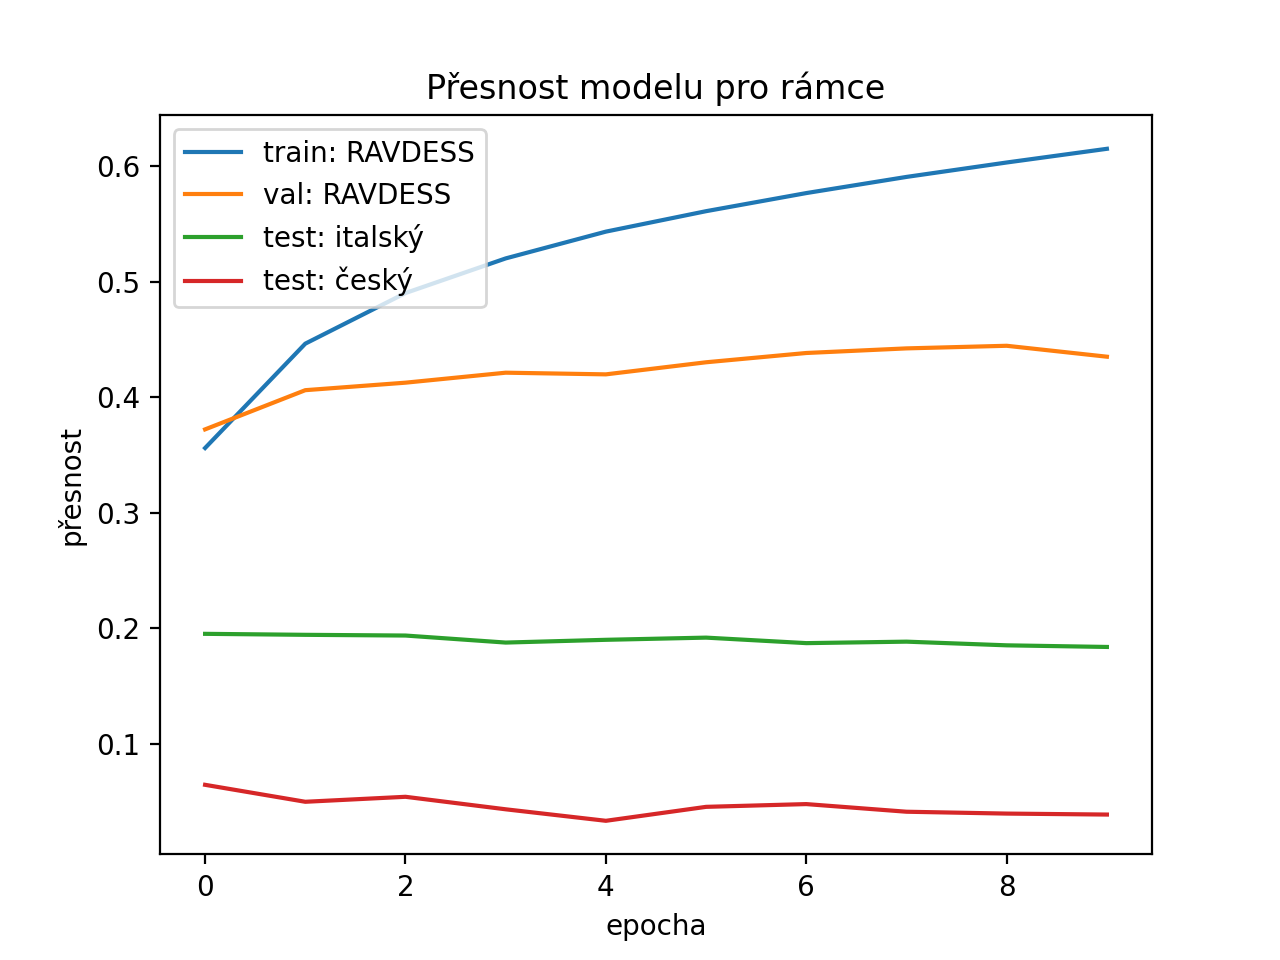 Přesnost modelu pro rámce
train: RAVDESS
val: RAVDESS
test: italský
test: český
0.6
0.5
0.4
0.3
0.2
0.1
přesnost
0 2 4 6 8
epocha